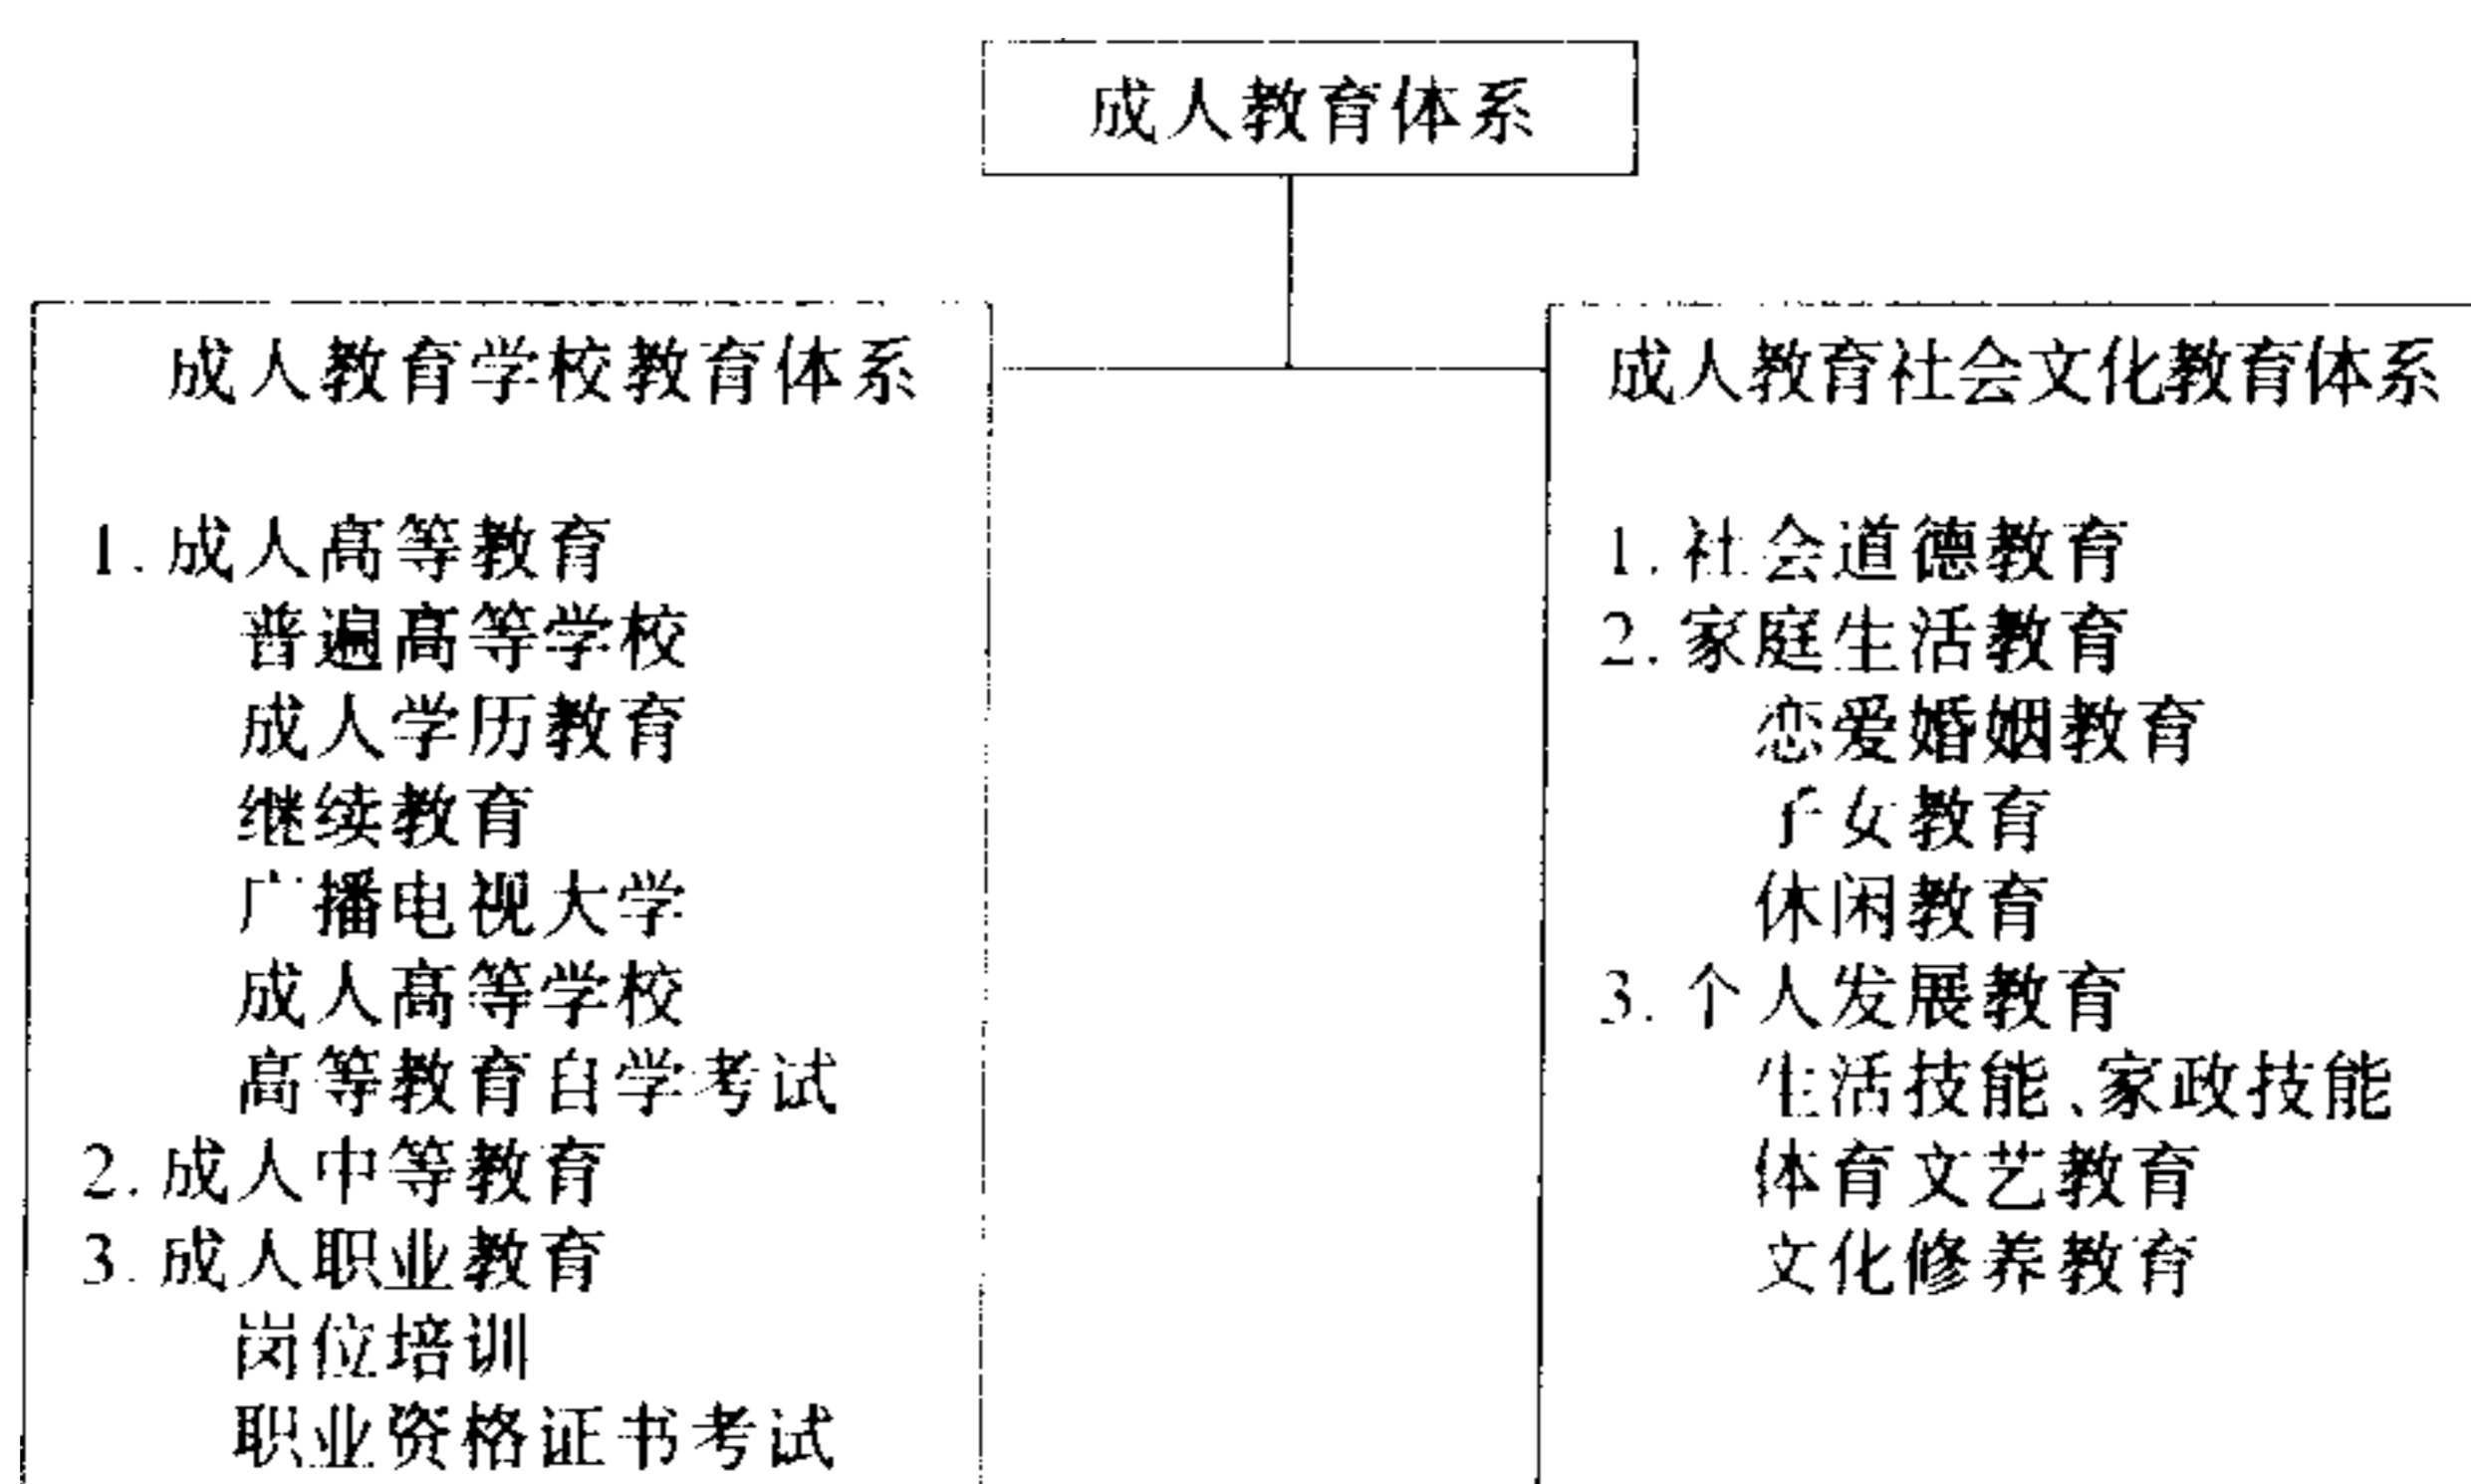 成人教育体系
成人教育学校教育体系
1.成人高等教育
普遍高等学校
成人学历教育
继续教育
广播电视大学
成人高等学校
高等教育自学考试
2.成人中等教育
3.成人职业教育
岗位培训
职业资格证书考试
成人教育社会文化教育体系
1.社会道德教育
2.家庭生活教育
恋爱婚姻教育
子女教育
休闲教育
3.个人发展教育
生活技能、家政技能
体育文艺教育
文化修养教育